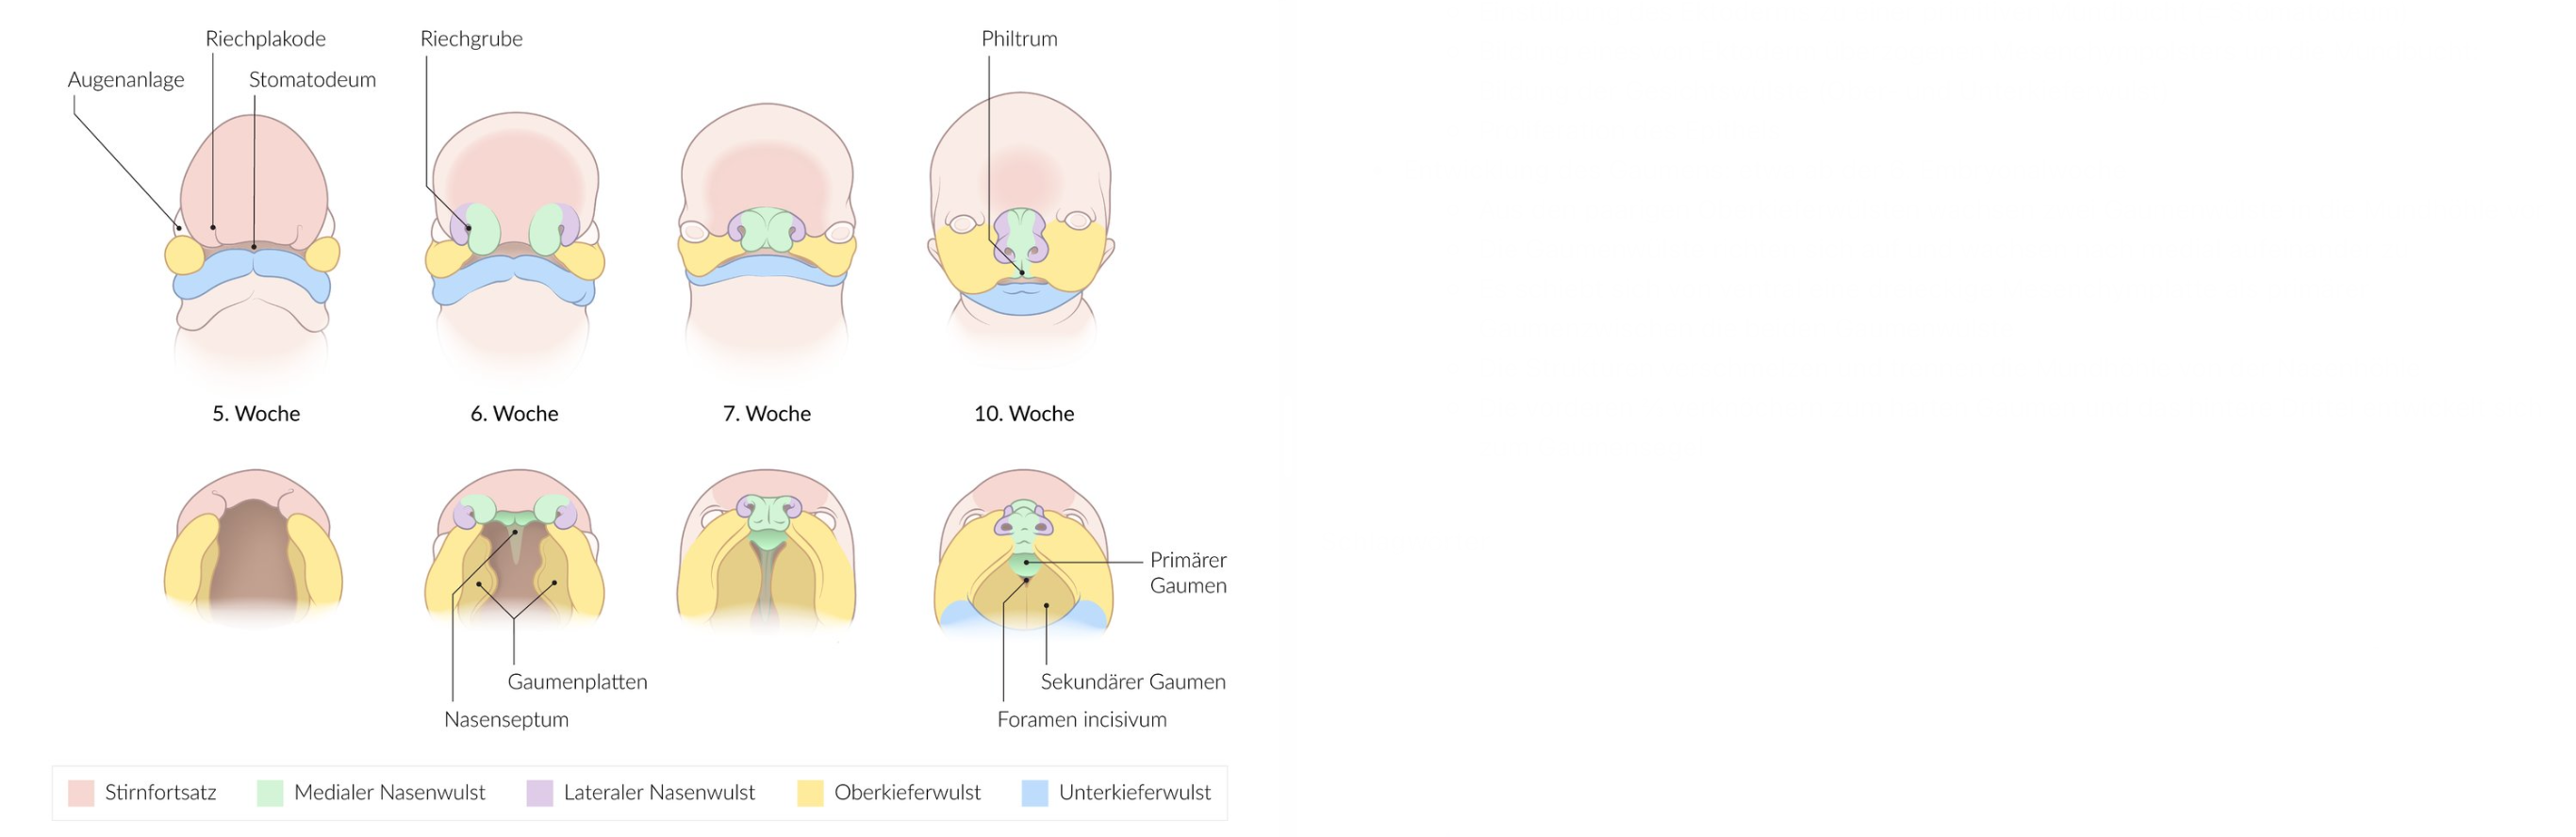 Riechplakode
Riechgrube
Philtrum
Augenanlage
Stomatodeum
5. Woche
6. Woche
7. Woche
10. Woche
Primärer
Gaumen
Gaumenplatten
Sekundärer Gaumen
Nasenseptum
Foramen incisivum
Stirnfortsatz
Medialer Nasenwulst
Lateraler Nasenwulst
Oberkieferwulst
Unterkieferwulst